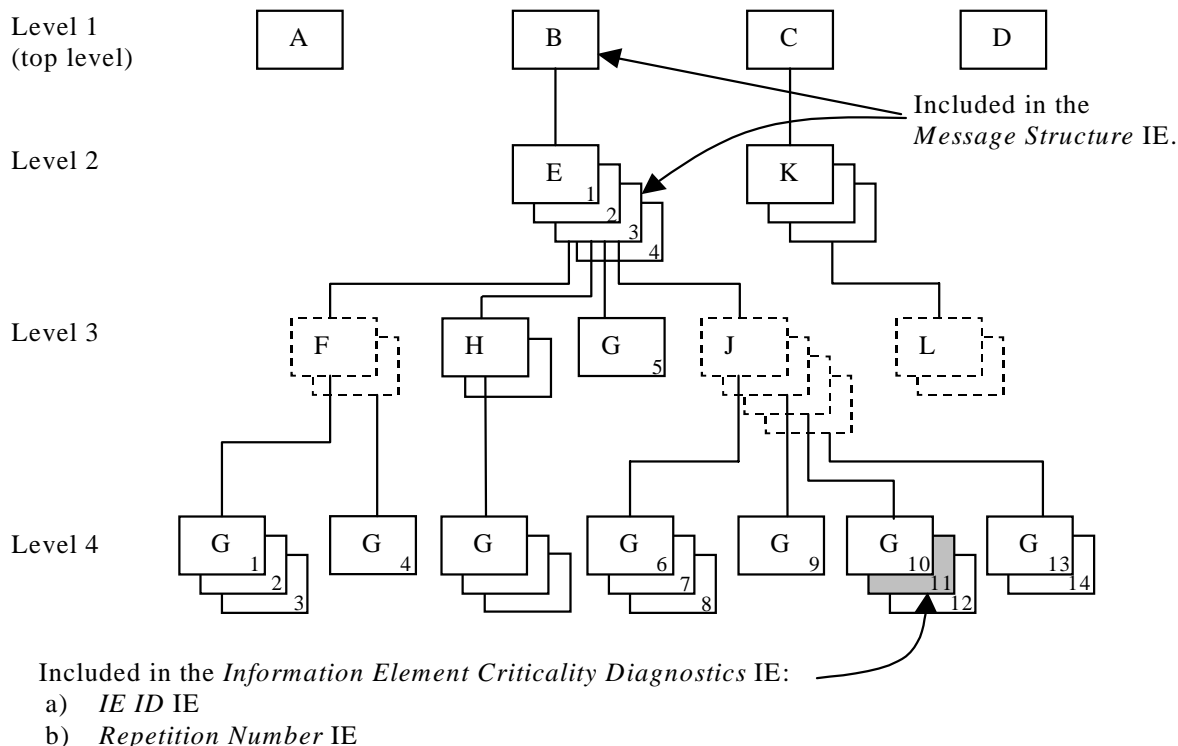 Level 1
(top level)
A
B
C
D
Included in the
Message Structure IE.
Level 2
E
1
2
3
4
K
Level 3
F
H
G
5
J
L
Level 4
G
1
2
3
G
4
G
G
6
7
8
G
9
G
10
11
12
G
13
14
Included in the Information Element Criticality Diagnostics IE:
a) IE ID IE
b) Repetition Number IE